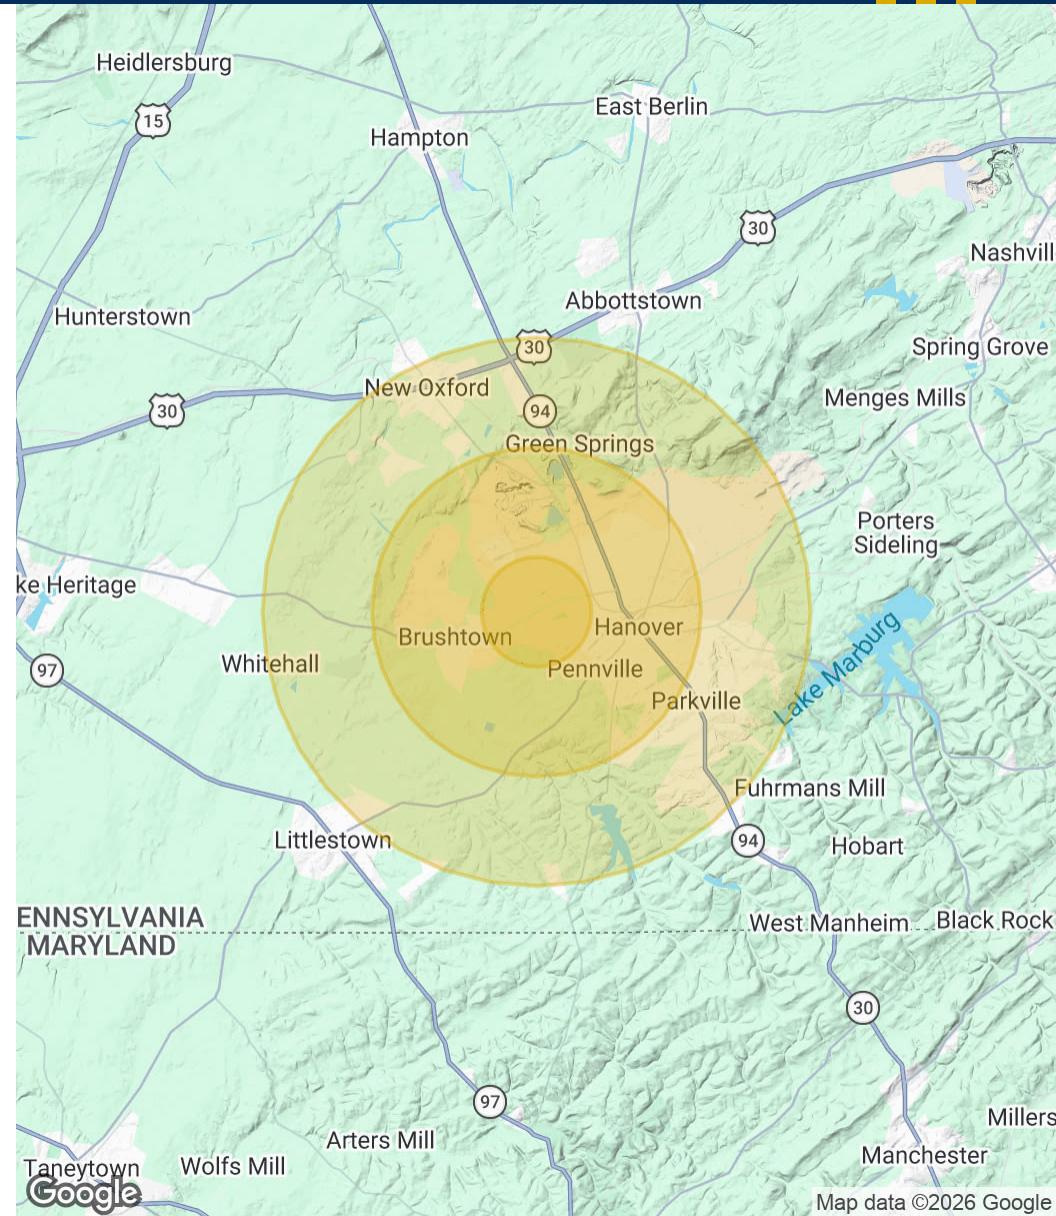 Heidlersburg
15
East Berlin
Hampton
30
Nashvill
Abbottstown
Hunterstown
30
Spring Grove
New Oxford
Menges Mills
30
94
Green Springs
Porters
Sideling
ke Heritage
Hanover
Brushtown
Whitehall
97
Pennville
Lake Marburg
Parkville
Fuhrmans Mill
Littlestown
94
Hobart
ENNSYLVANIA
MARYLAND
West Manheim
Black Rock
30
97
Millers
Arters Mill
Manchester
Taneytown
Wolfs Mill
Google
Map data ©2026 Google